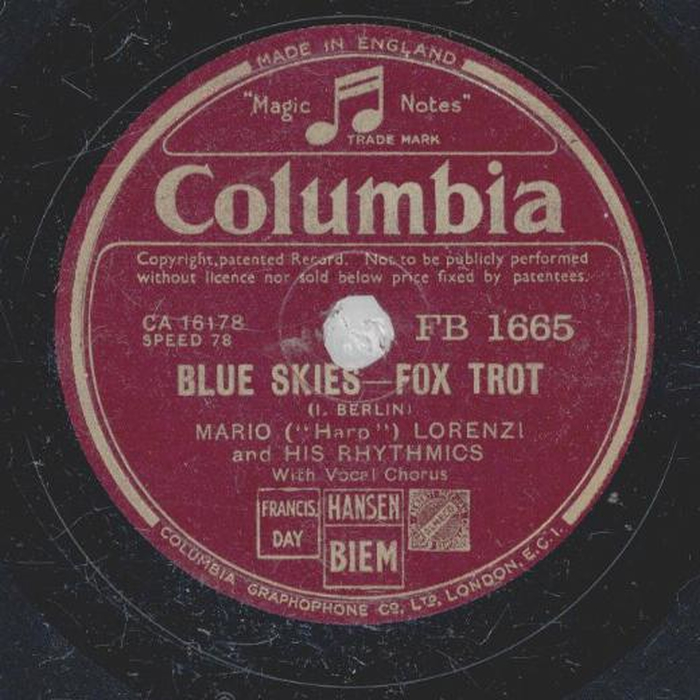 MADE IN ENGLAND
"Magic Notes"
TRADE MARK
Columbia
Copyright, patented Record. Not to be publicly performed
without licence nor sold below price fixed by patentees.
CA 16178
SPEED 78
FB 1665
BLUE SKIES—FOX TROT
(I. BERLIN)
MARIO ("Harp") LORENZI
and HIS RHYTHMICS
With Vocal Chorus
FRANCIS
DAY
HANSEN
BIEM
COLUMBIA GRAPHOPHONE CO, LTD, LONDON, E.C.1.